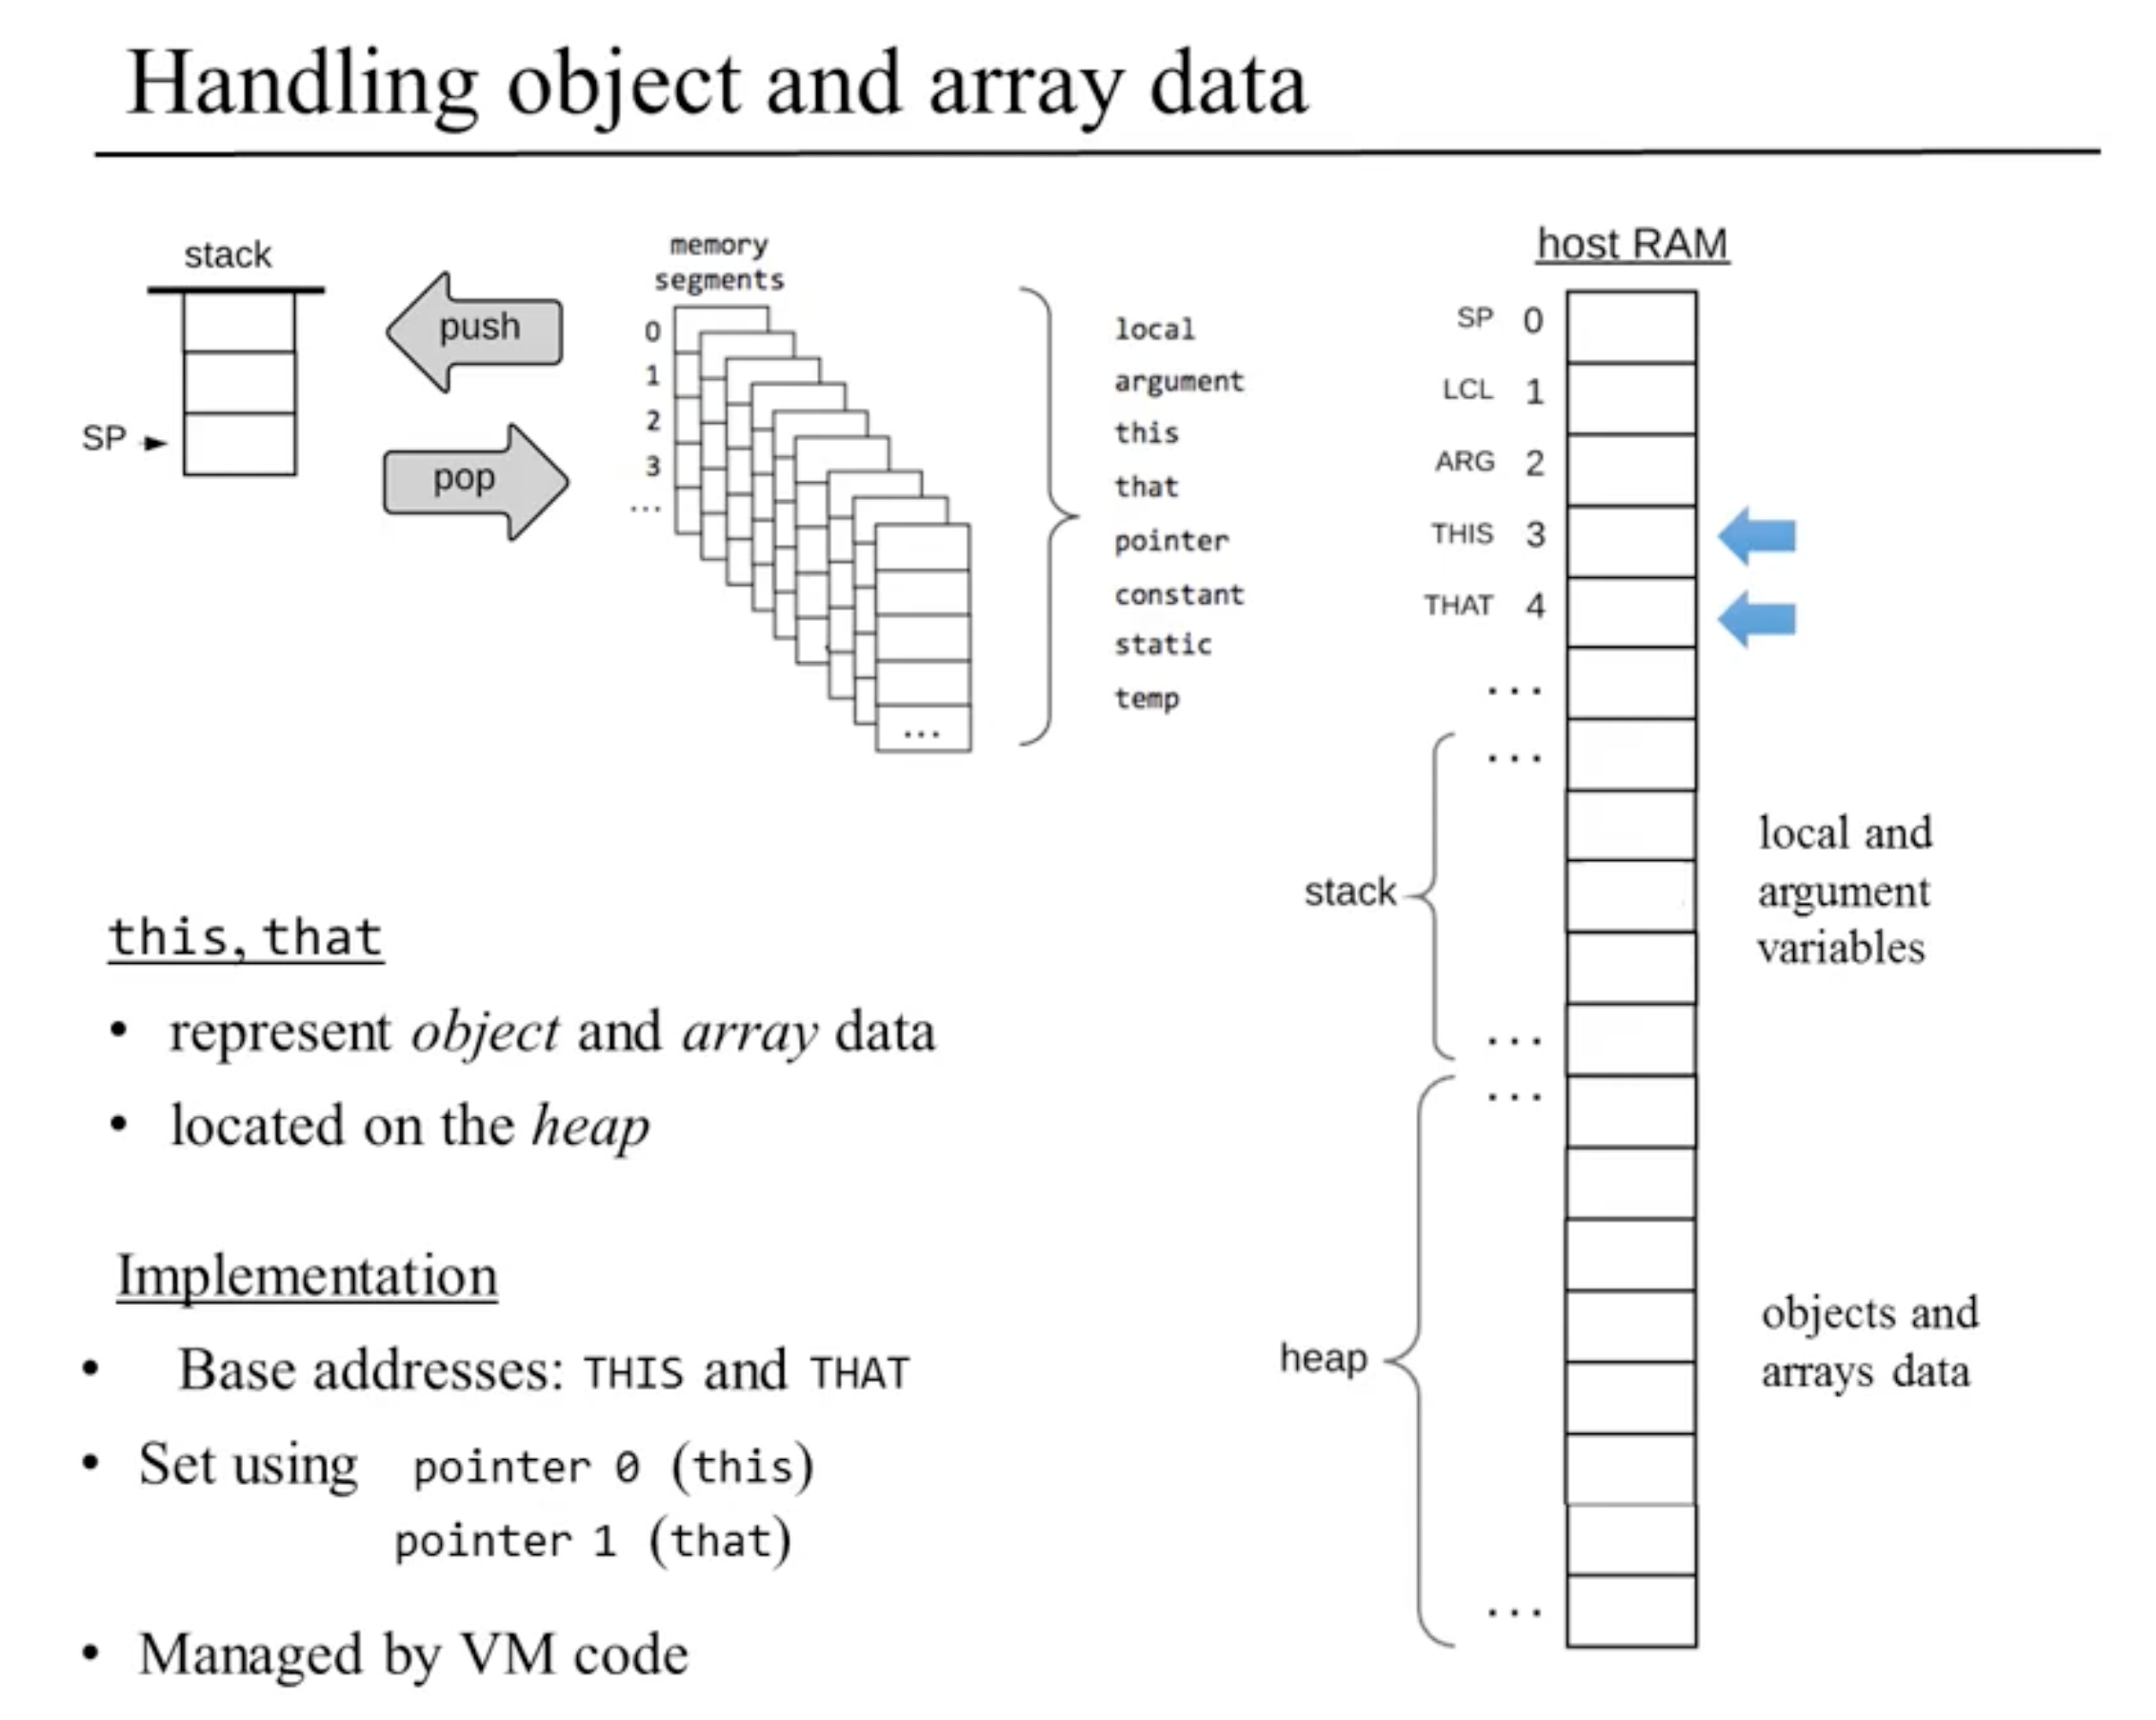 Handling object and array data
stack
SP
push
pop
memory
segments
0
1
2
3
...
...
local
argument
this
that
pointer
constant
static
temp
host RAM
SP 0
LCL 1
ARG 2
THIS 3
THAT 4
...
...
stack
local and
argument
variables
...
...
heap
objects and
arrays data
...
this, that
• represent object and array data
• located on the heap
Implementation
• Base addresses: THIS and THAT
• Set using pointer 0 (this)
pointer 1 (that)
• Managed by VM code